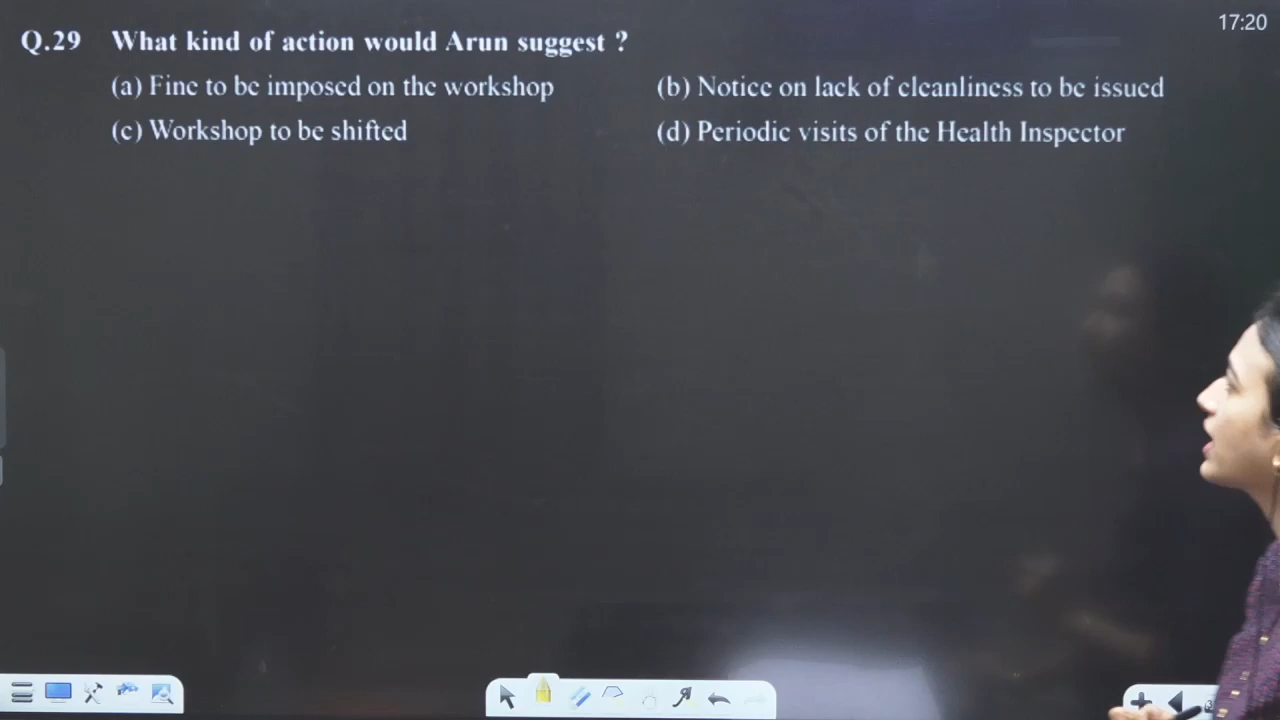 17:20
Q.29 What kind of action would Arun suggest ?
(a) Fine to be imposed on the workshop (b) Notice on lack of cleanliness to be issued
(c) Workshop to be shifted (d) Periodic visits of the Health Inspector